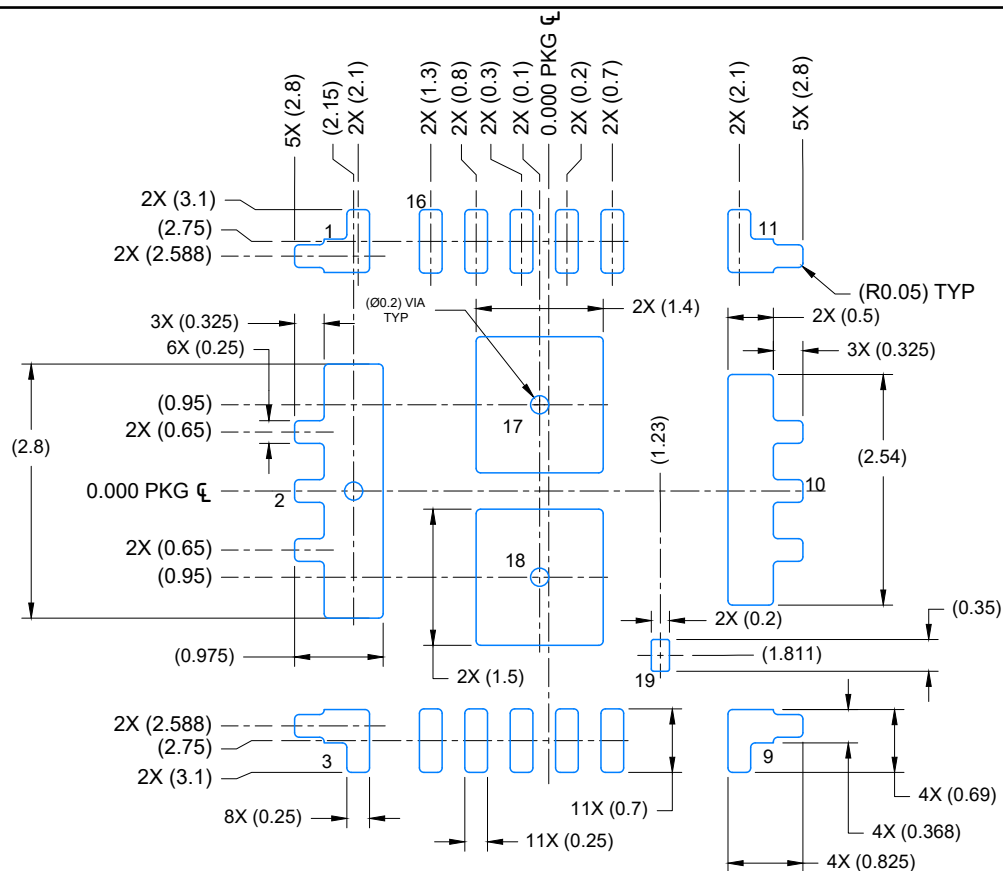 5X (2.8)
(2.15)
2X (2.1)
2X (1.3)
2X (0.8)
2X (0.3)
2X (0.1)
0.000 PKG ℄
2X (0.2)
2X (0.7)
2X (2.1)
5X (2.8)
2X (3.1)
16
(2.75)
1
11
2X (2.588)
(R0.05) TYP
(Ø0.2) VIA
TYP
2X (1.4)
2X (0.5)
3X (0.325)
6X (0.25)
3X (0.325)
(0.95)
17
2X (0.65)
(2.8)
(1.23)
(2.54)
0.000 PKG ℄
2
10
2X (0.65)
18
(0.95)
(0.35)
2X (0.2)
(0.975)
(1.811)
2X (1.5)
19
2X (2.588)
(2.75)
3
9
2X (3.1)
4X (0.69)
8X (0.25)
11X (0.7)
11X (0.25)
4X (0.368)
4X (0.825)